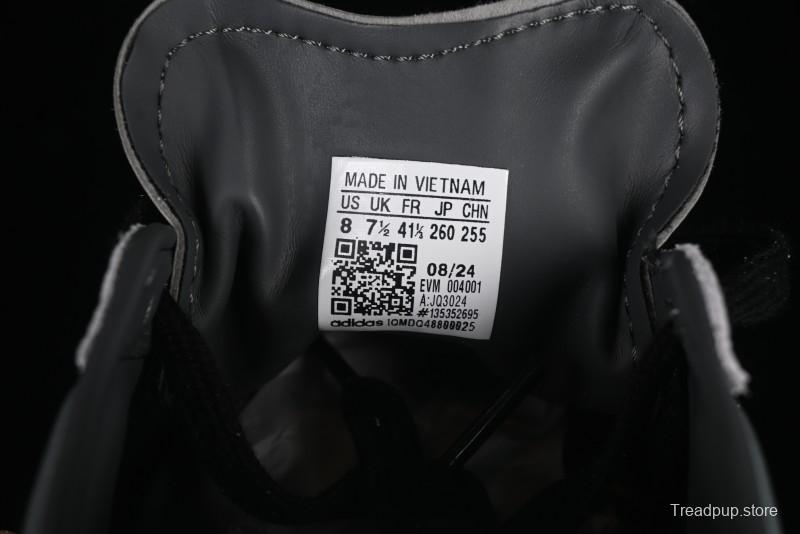 MADE IN VIETNAM
US UK FR JP CHN
8 7½ 41⅓ 260 255
08/24
EVM 004001
A:JQ3024
#135352695
adidas IQMDQ48800025
Treadpup.store